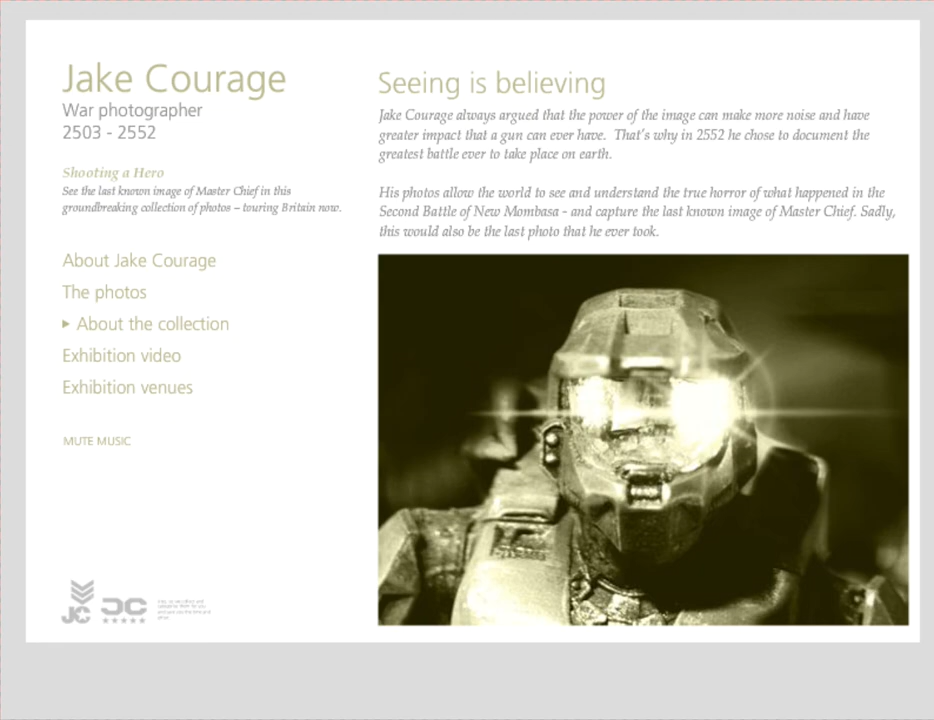 Jake Courage
War photographer
2503 - 2552
Shooting a Hero
See the last known image of Master Chief in this
groundbreaking collection of photos – touring Britain now.
About Jake Courage
The photos
About the collection
Exhibition video
Exhibition venues
MUTE MUSIC
JC
Seeing is believing
Jake Courage always argued that the power of the image can make more noise and have
greater impact that a gun can ever have. That's why in 2552 he chose to document the
greatest battle ever to take place on earth.
His photos allow the world to see and understand the true horror of what happened in the
Second Battle of New Mombasa - and capture the last known image of Master Chief. Sadly,
this would also be the last photo that he ever took.